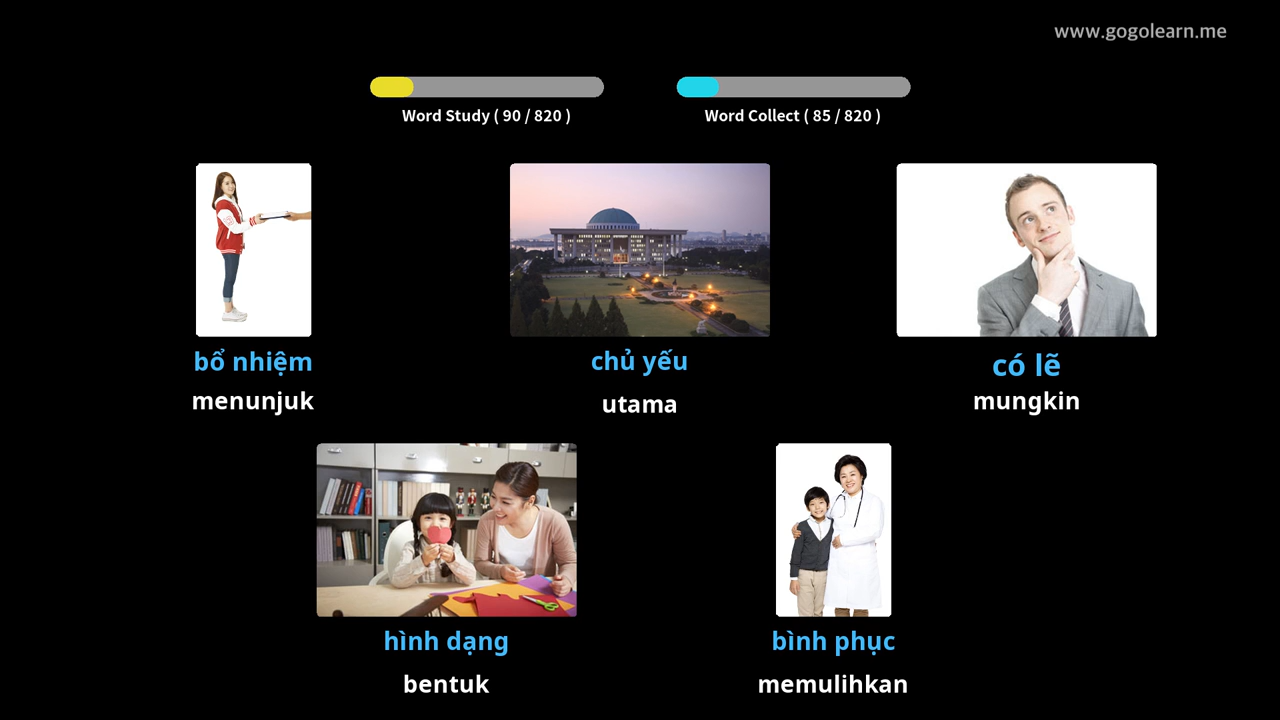 www.gogolearn.me
Word Study ( 90 / 820 )
Word Collect ( 85 / 820 )
bổ nhiệm
menunjuk
chủ yếu
utama
có lẽ
mungkin
hình dạng
bentuk
bình phục
memulihkan